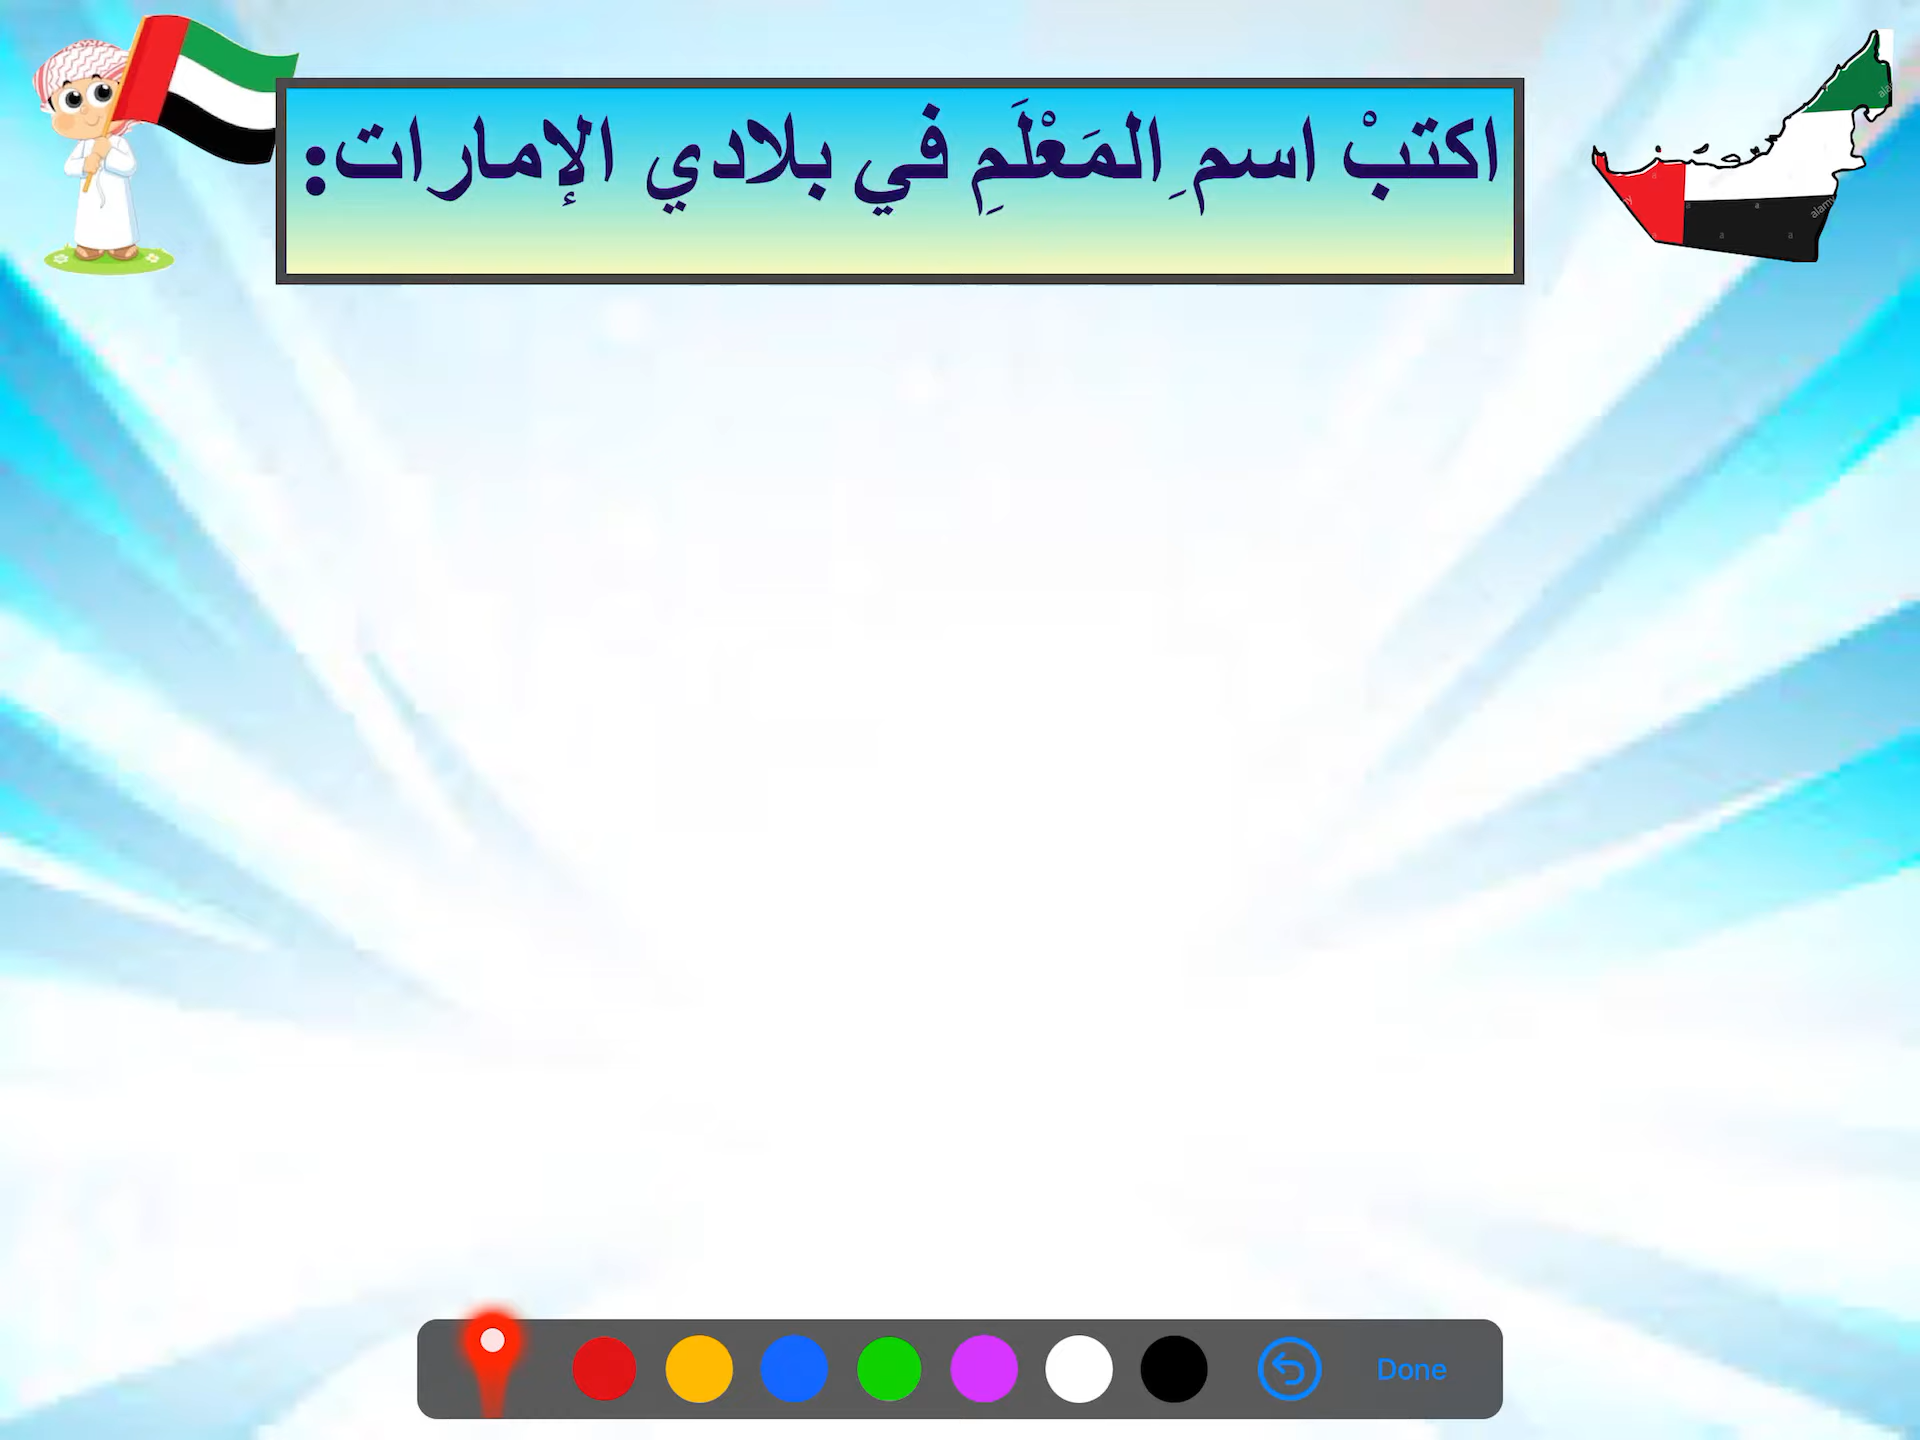 اكتبْ اسم ِالمَعْلَمِ في بلادي الإمارات:
Done